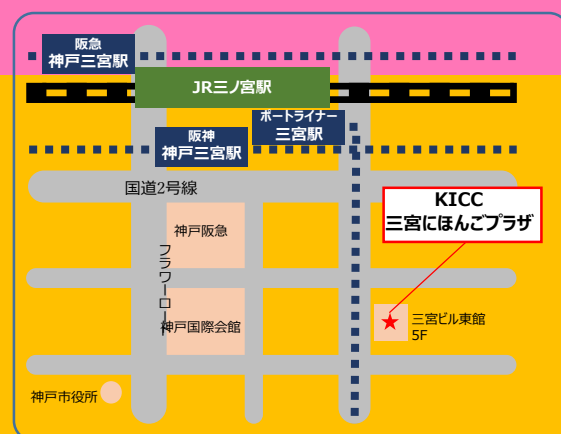 阪急
神戸三宮駅
JR三ノ宮駅
ポートライナー
三宮駅
阪神
神戸三宮駅
国道2号線
KICC
三宮にほんごプラザ
神戸阪急
フラワーロード
神戸国際会館
三宮ビル東館
5F
神戸市役所